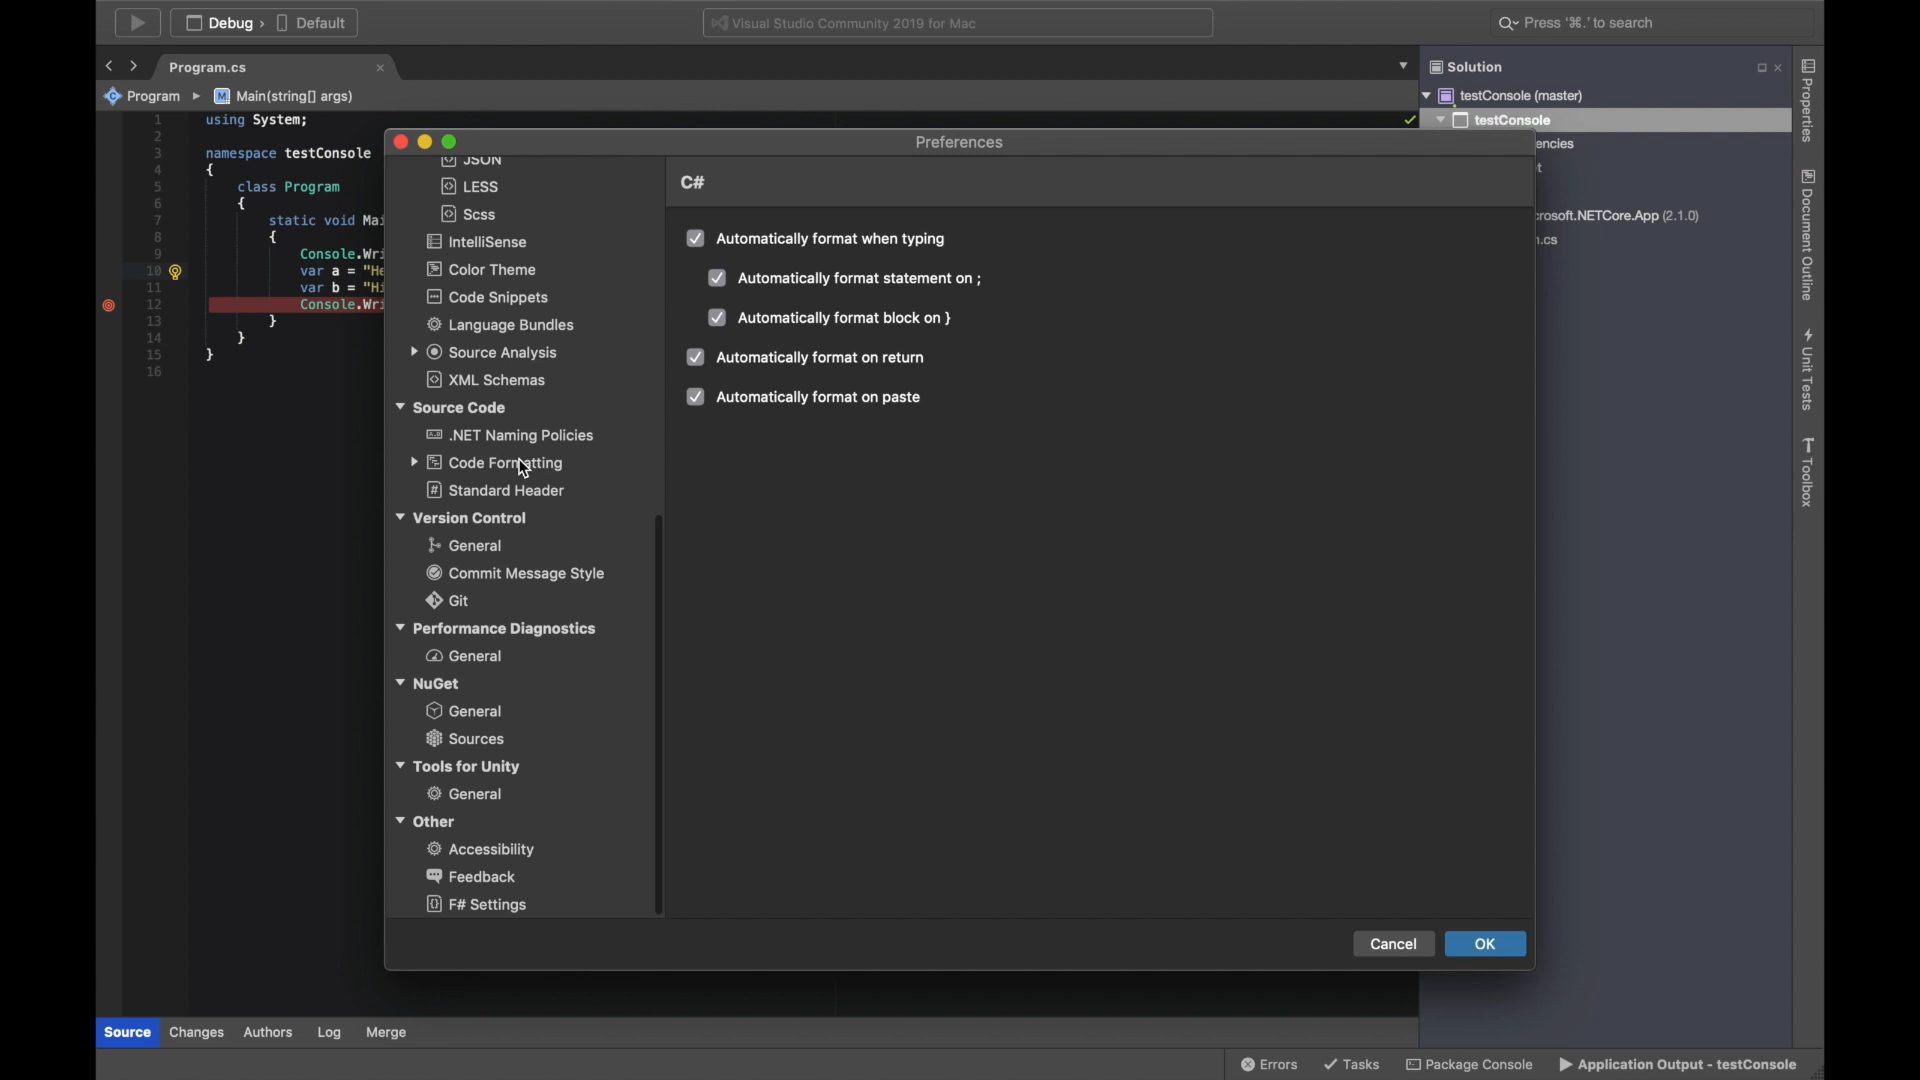 Debug › Default
Visual Studio Community 2019 for Mac
Press '⌘.' to search
Program.cs
Program
Main(string[] args)
1 using System;
2
3 namespace testConsole
4 {
5 class Program
6 {
7 static void Mai
8 {
9 Console.Wri
10 var a = "He
11 var b = "Hi
12 Console.Wri
13 }
14 }
15 }
16
Preferences
JSON
LESS
Scss
IntelliSense
Color Theme
Code Snippets
Language Bundles
Source Analysis
XML Schemas
Source Code
.NET Naming Policies
Code Formatting
Standard Header
Version Control
General
Commit Message Style
Git
Performance Diagnostics
General
NuGet
General
Sources
Tools for Unity
General
Other
Accessibility
Feedback
F# Settings
C#
Automatically format when typing
Automatically format statement on ;
Automatically format block on }
Automatically format on return
Automatically format on paste
Cancel
OK
Solution
testConsole (master)
testConsole
encies
t
rosoft.NETCore.App (2.1.0)
.cs
Properties
Document Outline
Unit Tests
Toolbox
Source
Changes
Authors
Log
Merge
Errors
Tasks
Package Console
Application Output - testConsole